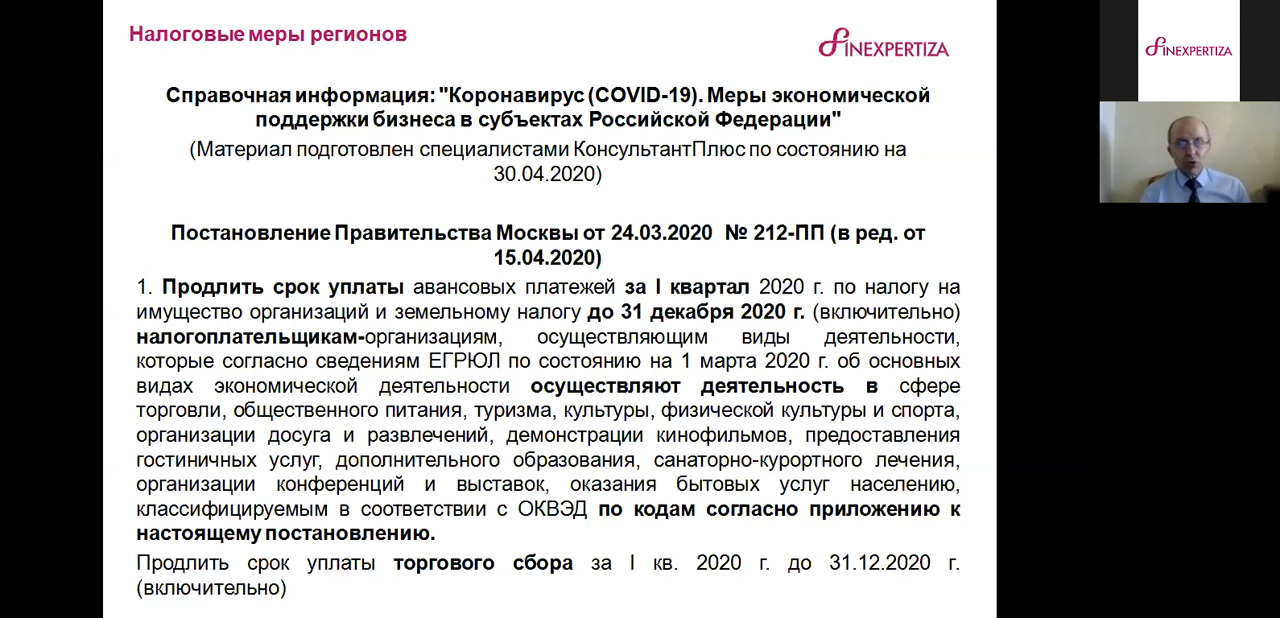 Налоговые меры регионов
FINEXPERTIZA
FINEXPERTIZA
Справочная информация: "Коронавирус (COVID-19). Меры экономической
поддержки бизнеса в субъектах Российской Федерации"
(Материал подготовлен специалистами КонсультантПлюс по состоянию на
30.04.2020)
Постановление Правительства Москвы от 24.03.2020 № 212-ПП (в ред. от
15.04.2020)
1. Продлить срок уплаты авансовых платежей за I квартал 2020 г. по налогу на
имущество организаций и земельному налогу до 31 декабря 2020 г. (включительно)
налогоплательщикам-организациям, осуществляющим виды деятельности,
которые согласно сведениям ЕГРЮЛ по состоянию на 1 марта 2020 г. об основных
видах экономической деятельности осуществляют деятельность в сфере
торговли, общественного питания, туризма, культуры, физической культуры и спорта,
организации досуга и развлечений, демонстрации кинофильмов, предоставления
гостиничных услуг, дополнительного образования, санаторно-курортного лечения,
организации конференций и выставок, оказания бытовых услуг населению,
классифицируемым в соответствии с ОКВЭД по кодам согласно приложению к
настоящему постановлению.
Продлить срок уплаты торгового сбора за I кв. 2020 г. до 31.12.2020 г.
(включительно)